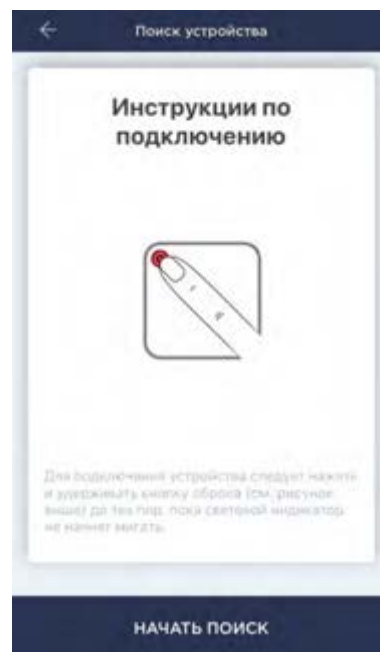 Поиск устройства
Инструкции по
подключению
Для подключения устройства следует нажать
и удерживать кнопку сброса (см. рисунок
выше) до тех пор, пока световой индикатор
не начнет мигать.
НАЧАТЬ ПОИСК